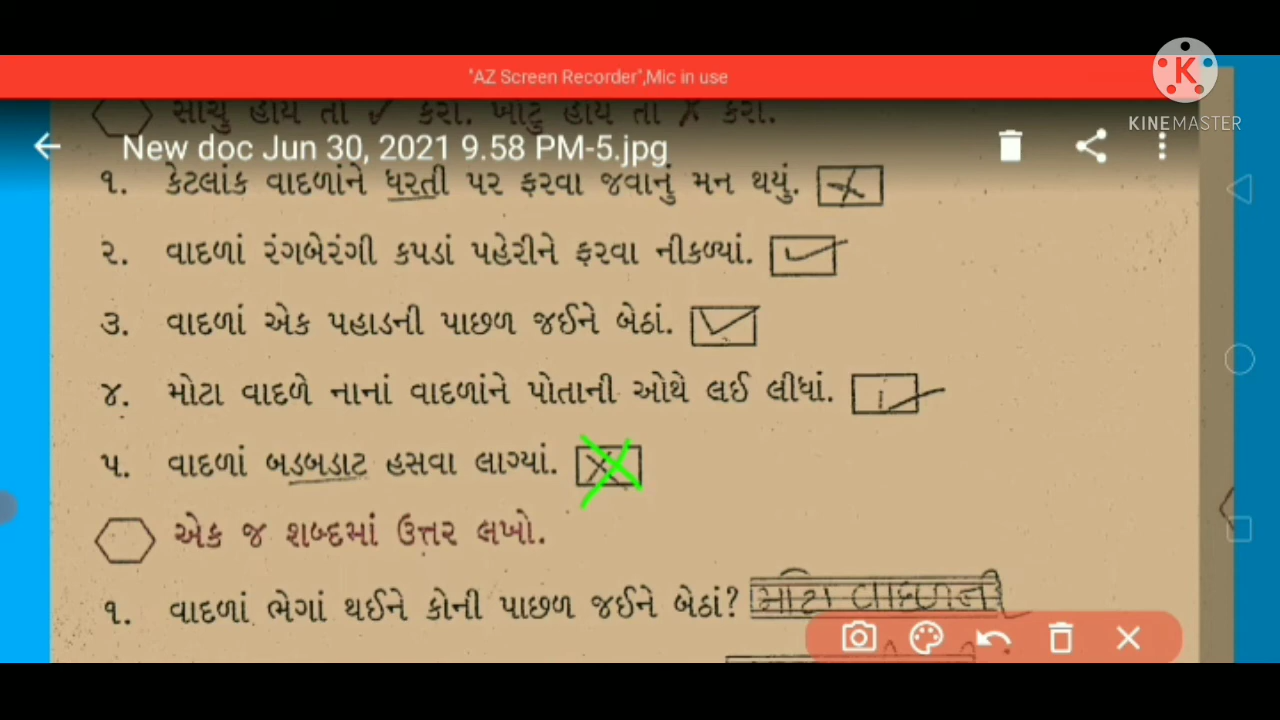 "AZ Screen Recorder",Mic in use
KINEMASTER
સાચું હોય તો ✓ કરો. ખોટું હોય તો ✗ કરો.
New doc Jun 30, 2021 9.58 PM-5.jpg
૧. કેટલાંક વાદળાંને ધરતી પર ફરવા જવાનું મન થયું. ✗
૨. વાદળાં રંગબેરંગી કપડાં પહેરીને ફરવા નીકળ્યાં. ✓
૩. વાદળાં એક પહાડની પાછળ જઈને બેઠાં. ✓
૪. મોટા વાદળે નાનાં વાદળાંને પોતાની ઓથે લઈ લીધાં. ✓
૫. વાદળાં બડબડાટ હસવા લાગ્યાં. ✗
એક જ શબ્દમાં ઉત્તર લખો.
૧. વાદળાં ભેગાં થઈને કોની પાછળ જઈને બેઠાં? મોટા વાદળની